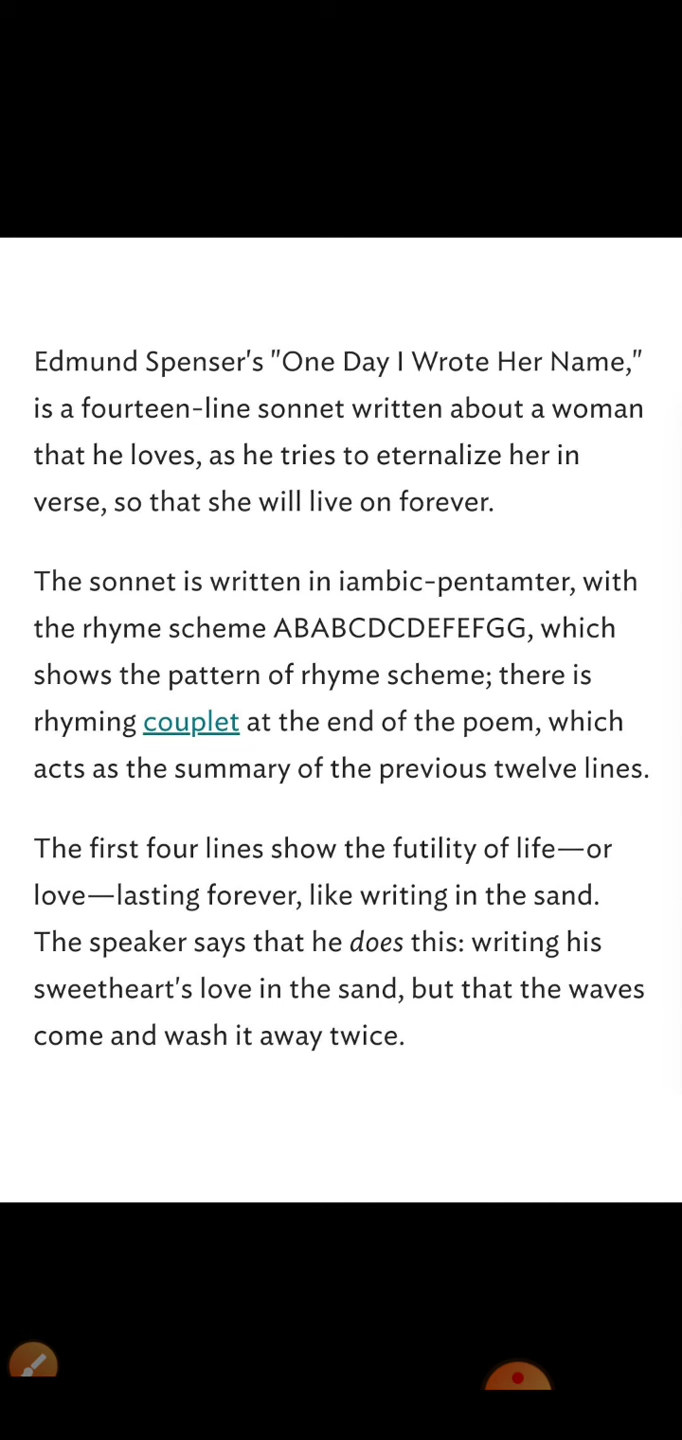 Edmund Spenser's "One Day I Wrote Her Name,"
is a fourteen-line sonnet written about a woman
that he loves, as he tries to eternalize her in
verse, so that she will live on forever.
The sonnet is written in iambic-pentamter, with
the rhyme scheme ABABCDCDEFEFGG, which
shows the pattern of rhyme scheme; there is
rhyming couplet at the end of the poem, which
acts as the summary of the previous twelve lines.
The first four lines show the futility of life—or
love—lasting forever, like writing in the sand.
The speaker says that he does this: writing his
sweetheart's love in the sand, but that the waves
come and wash it away twice.